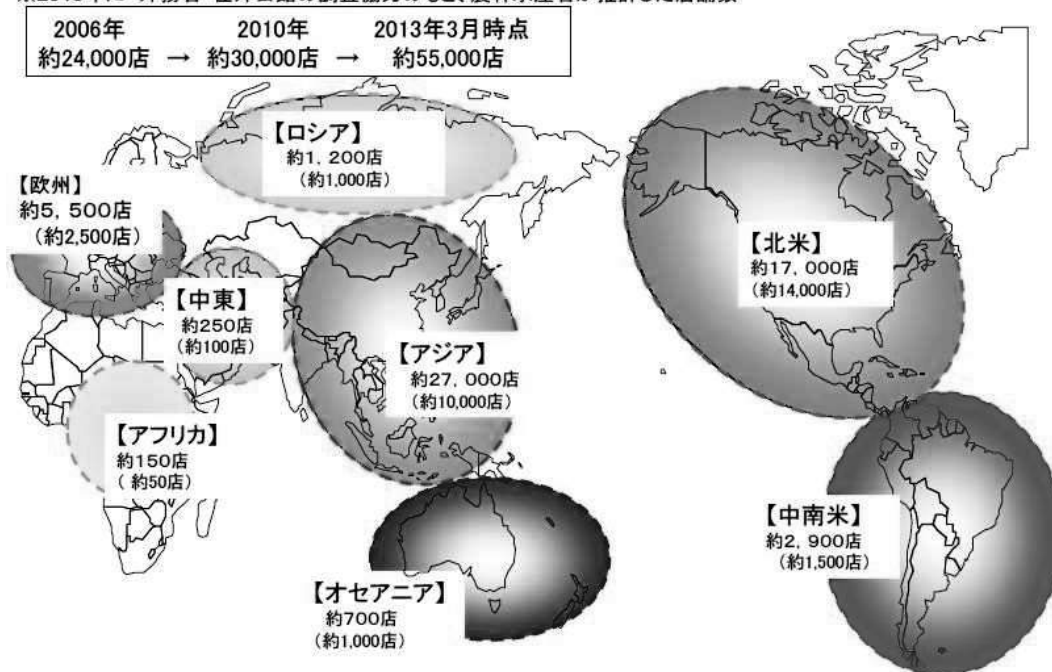 2006年 2010年 2013年3月時点
約24,000店 → 約30,000店 → 約55,000店
【ロシア】
約1,200店
(約1,000店)
【欧州】
約5,500店
(約2,500店)
【北米】
約17,000店
(約14,000店)
【中東】
約250店
(約100店)
【アジア】
約27,000店
(約10,000店)
【アフリカ】
約150店
( 約50店)
【中南米】
約2,900店
(約1,500店)
【オセアニア】
約700店
(約1,000店)